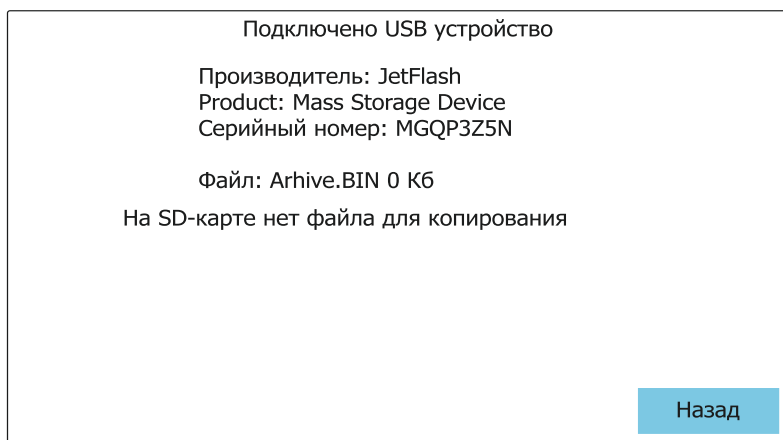 Подключено USB устройство
Производитель: JetFlash
Product: Mass Storage Device
Серийный номер: MGQP3Z5N
Файл: Arhive.BIN 0 Кб
На SD-карте нет файла для копирования
Назад